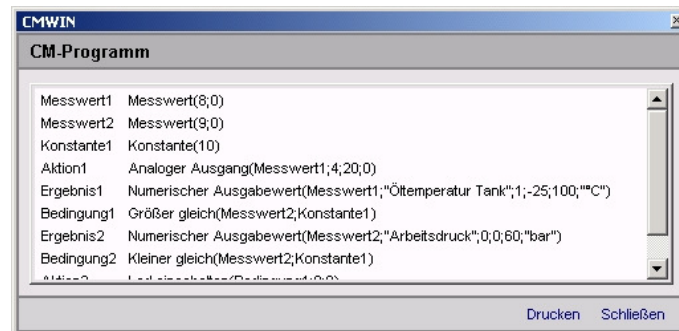 CMWIN
CM-Programm
Messwert1 Messwert(8;0)
Messwert2 Messwert(9;0)
Konstante1 Konstante(10)
Aktion1 Analoger Ausgang(Messwert1;4;20;0)
Ergebnis1 Numerischer Ausgabewert(Messwert1;"Öltemperatur Tank";1;-25;100;"°C")
Bedingung1 Größer gleich(Messwert2;Konstante1)
Ergebnis2 Numerischer Ausgabewert(Messwert2;"Arbeitsdruck";0;0;60;"bar")
Bedingung2 Kleiner gleich(Messwert2;Konstante1)
Drucken Schließen